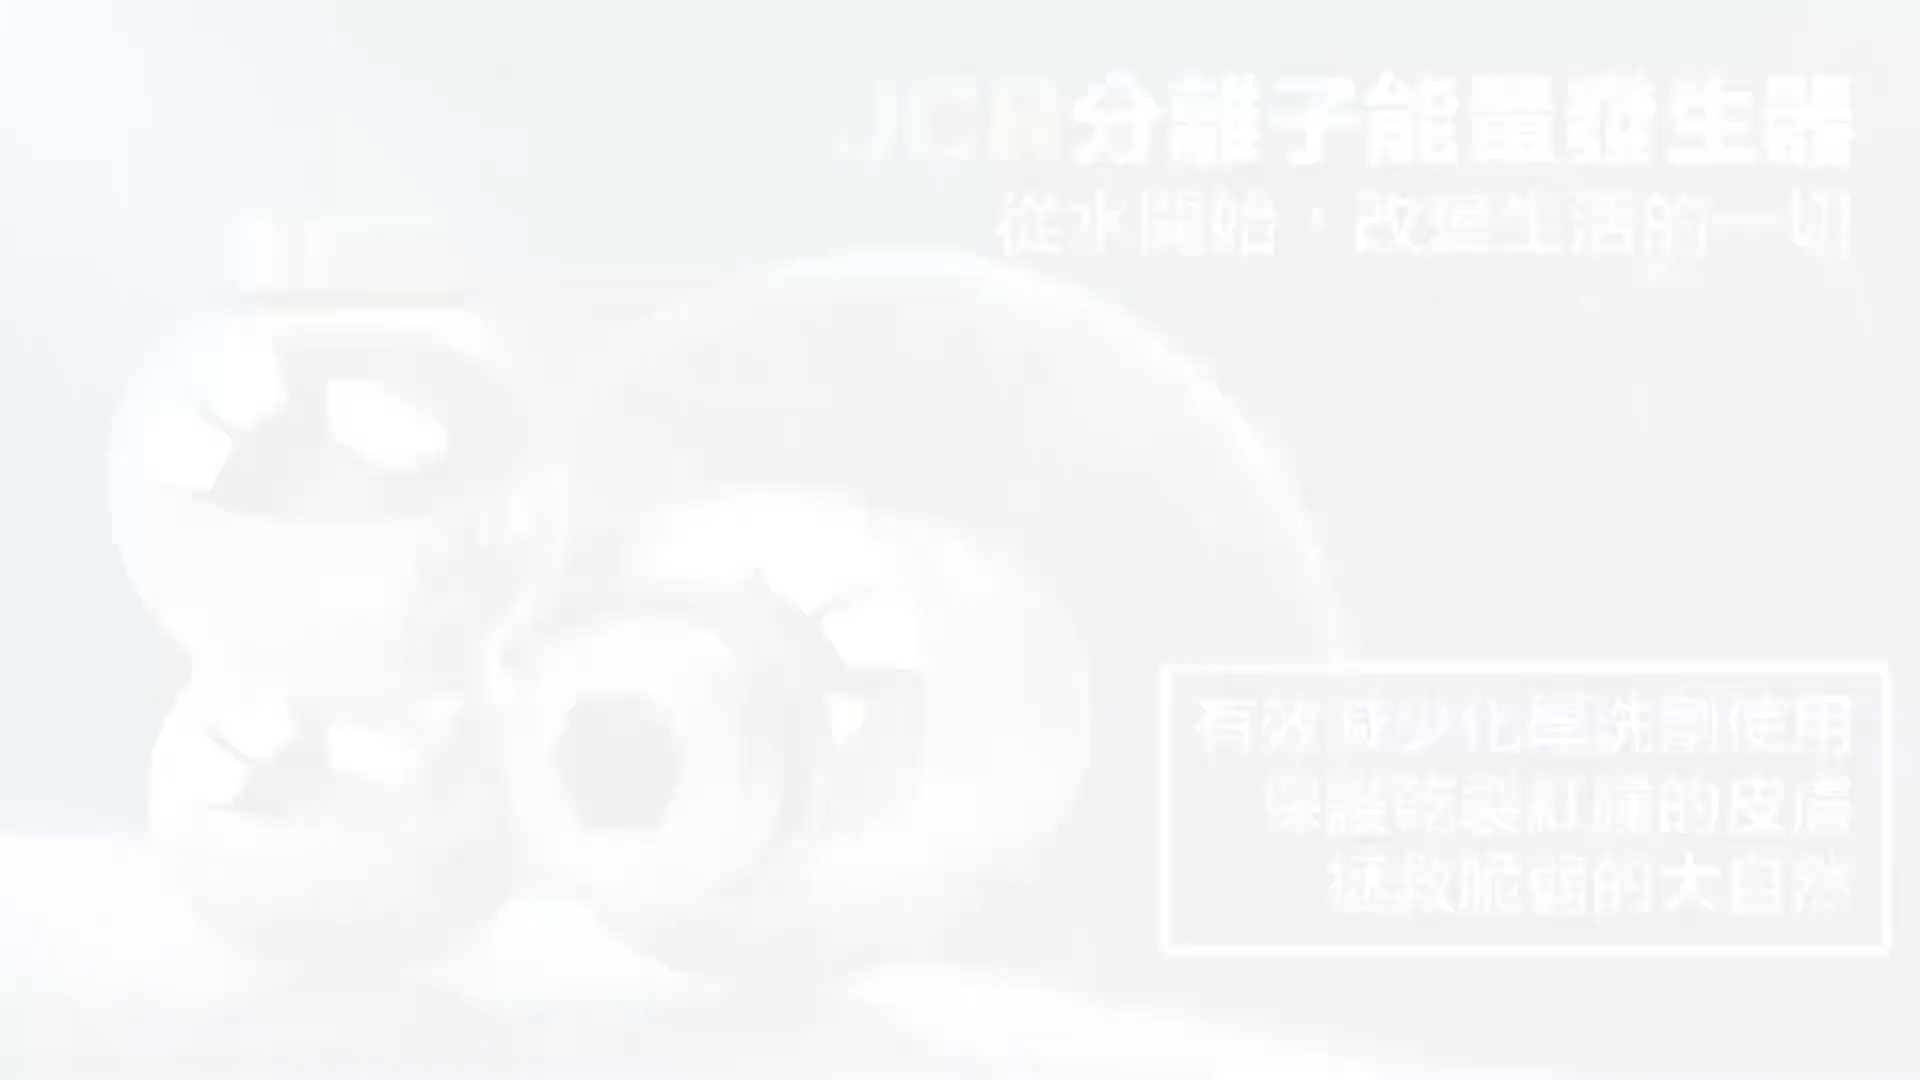 JCR分離子能量發生器
從水開始，改變生活的一切
有效減少化學洗劑使用
保護乾裂紅腫的皮膚
拯救脆弱的大自然